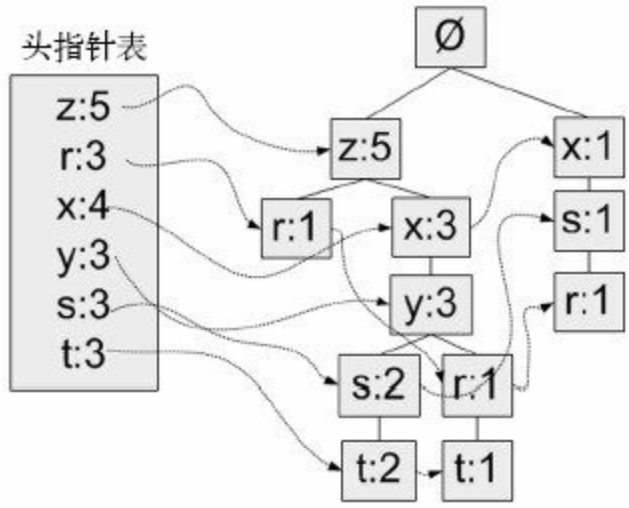 头指针表
z:5
r:3
x:4
y:3
s:3
t:3
Ø
z:5
x:1
r:1
x:3
s:1
y:3
r:1
s:2
r:1
t:2
t:1